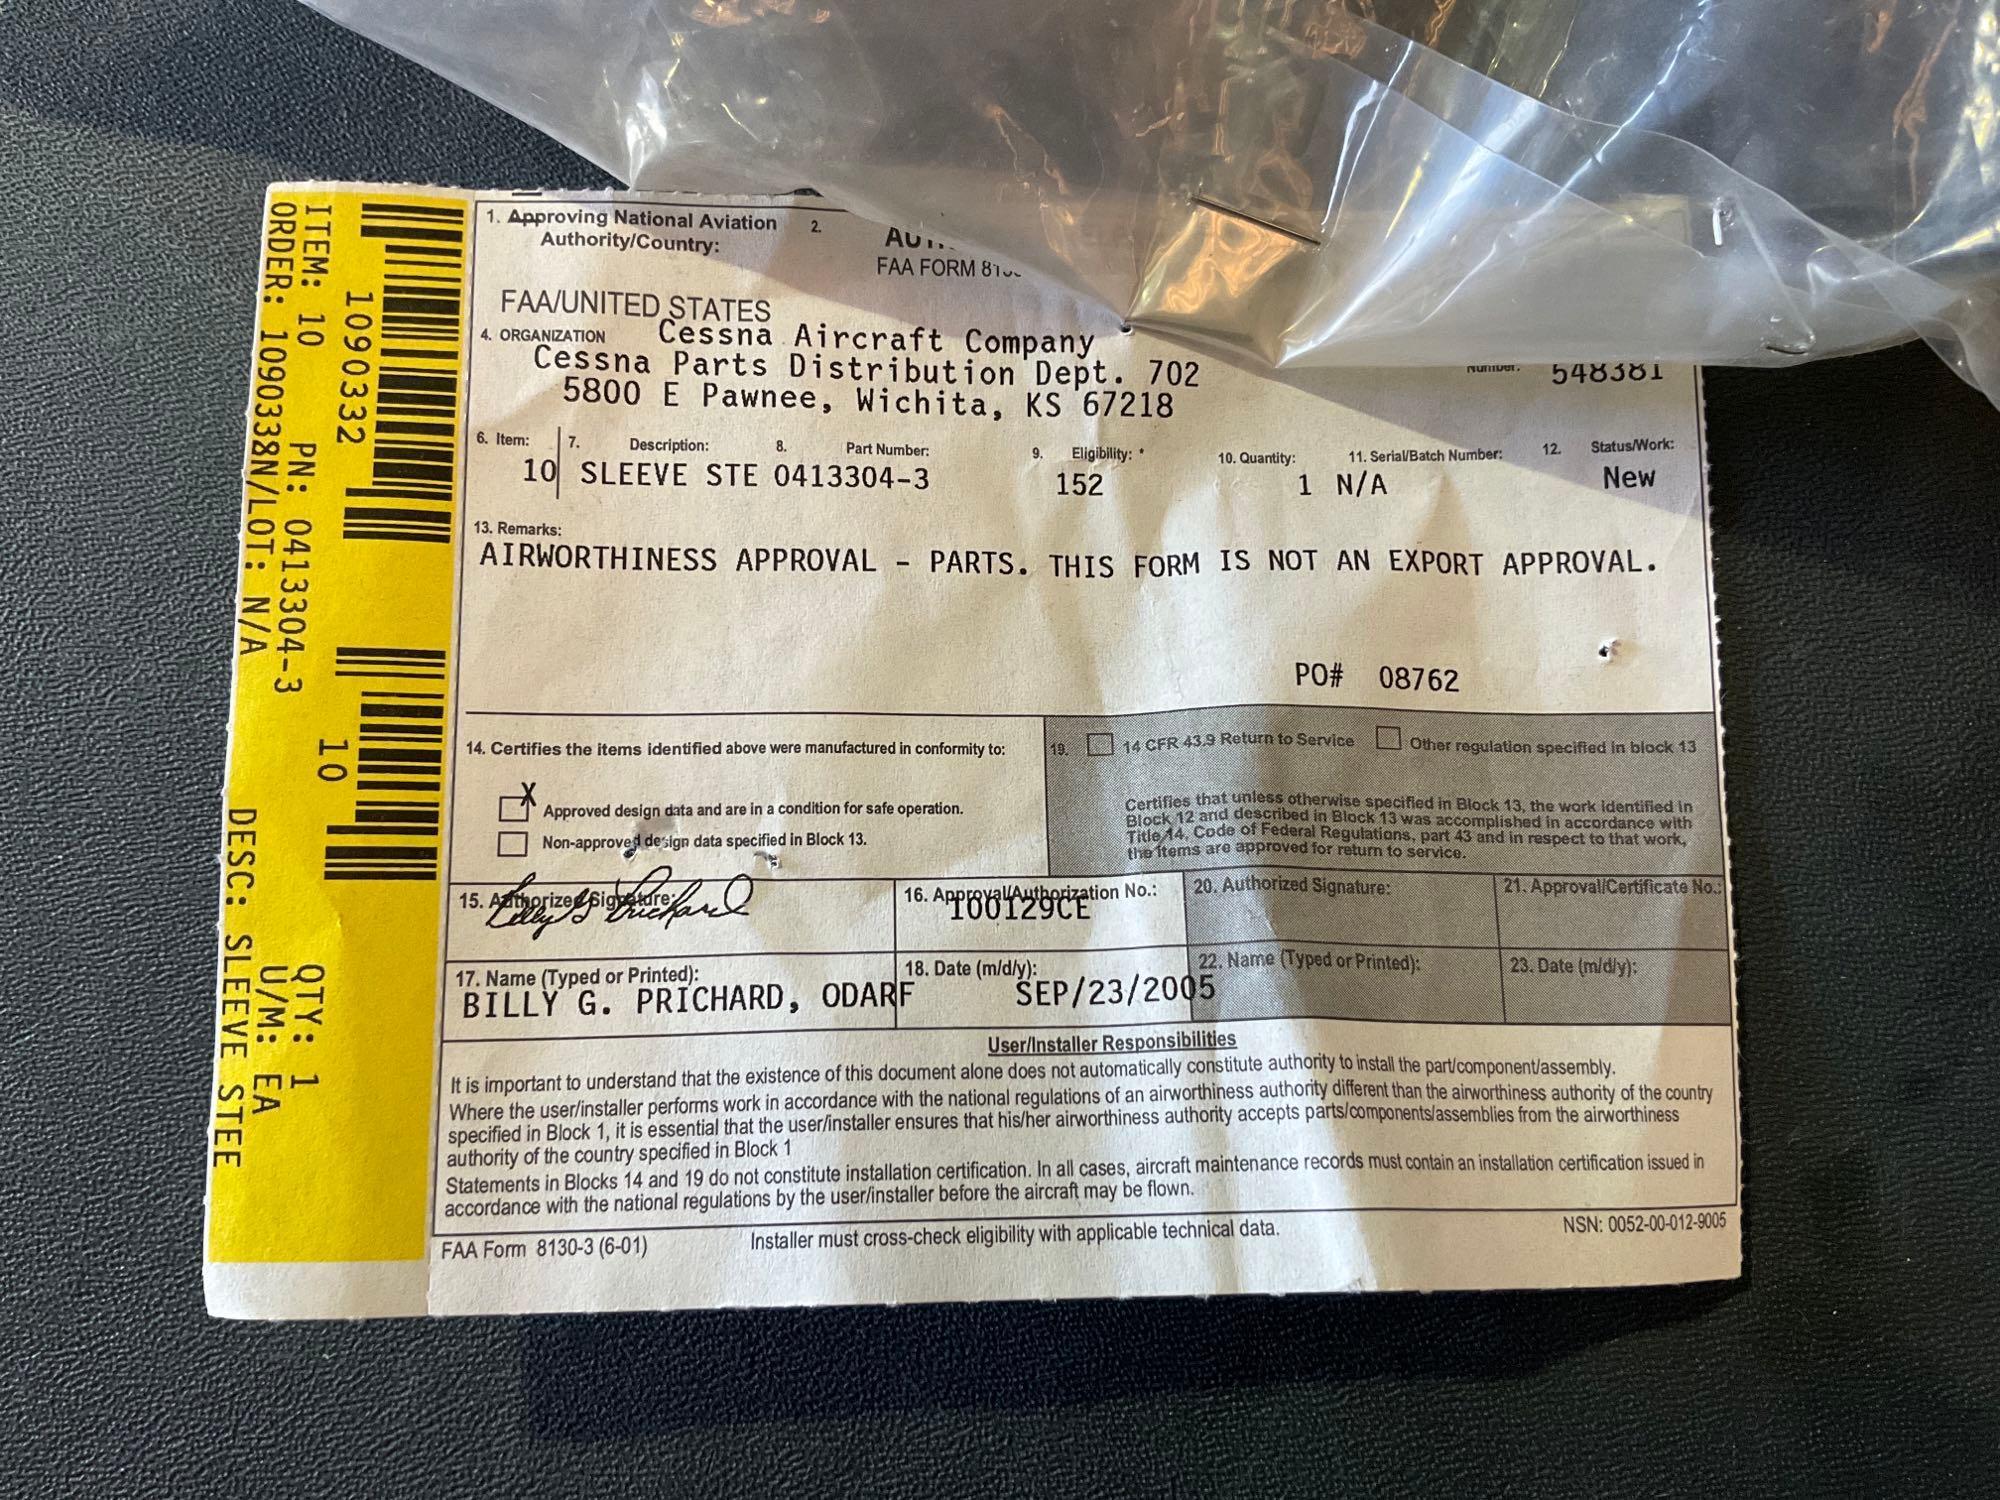 1. Approving National Aviation Authority/Country:
2.
FAA FORM
FAA/UNITED STATES
4. ORGANIZATION Cessna Aircraft Company
Cessna Parts Distribution Dept. 702
5800 E Pawnee, Wichita, KS 67218
Number: 548381
6. Item: 7. Description: 8. Part Number: 9. Eligibility: * 10. Quantity: 11. Serial/Batch Number: 12. Status/Work:
10 SLEEVE STE 0413304-3 152 1 N/A New
13. Remarks:
AIRWORTHINESS APPROVAL - PARTS. THIS FORM IS NOT AN EXPORT APPROVAL.
PO# 08762
14. Certifies the items identified above were manufactured in conformity to:
X Approved design data and are in a condition for safe operation.
Non-approved design data specified in Block 13.
19. 14 CFR 43.9 Return to Service Other regulation specified in block 13
Certifies that unless otherwise specified in Block 13, the work identified in
Block 12 and described in Block 13 was accomplished in accordance with
Title 14, Code of Federal Regulations, part 43 and in respect to that work,
the items are approved for return to service.
15. Authorized Signature:
Billy G Prichard
16. Approval/Authorization No.:
100129CE
20. Authorized Signature:
21. Approval/Certificate No.:
17. Name (Typed or Printed):
BILLY G. PRICHARD, ODARF
18. Date (m/d/y):
SEP/23/2005
22. Name (Typed or Printed):
23. Date (m/d/y):
User/Installer Responsibilities
It is important to understand that the existence of this document alone does not automatically constitute authority to install the part/component/assembly.
Where the user/installer performs work in accordance with the national regulations of an airworthiness authority different than the airworthiness authority of the country
specified in Block 1, it is essential that the user/installer ensures that his/her airworthiness authority accepts parts/components/assemblies from the airworthiness
authority of the country specified in Block 1
Statements in Blocks 14 and 19 do not constitute installation certification. In all cases, aircraft maintenance records must contain an installation certification issued in
accordance with the national regulations by the user/installer before the aircraft may be flown.
FAA Form 8130-3 (6-01) Installer must cross-check eligibility with applicable technical data. NSN: 0052-00-012-9005
1090332 10
ITEM: 10 PN: 0413304-3 QTY: 1
ORDER: 1090338N/LOT: N/A U/M: EA
DESC: SLEEVE STEE